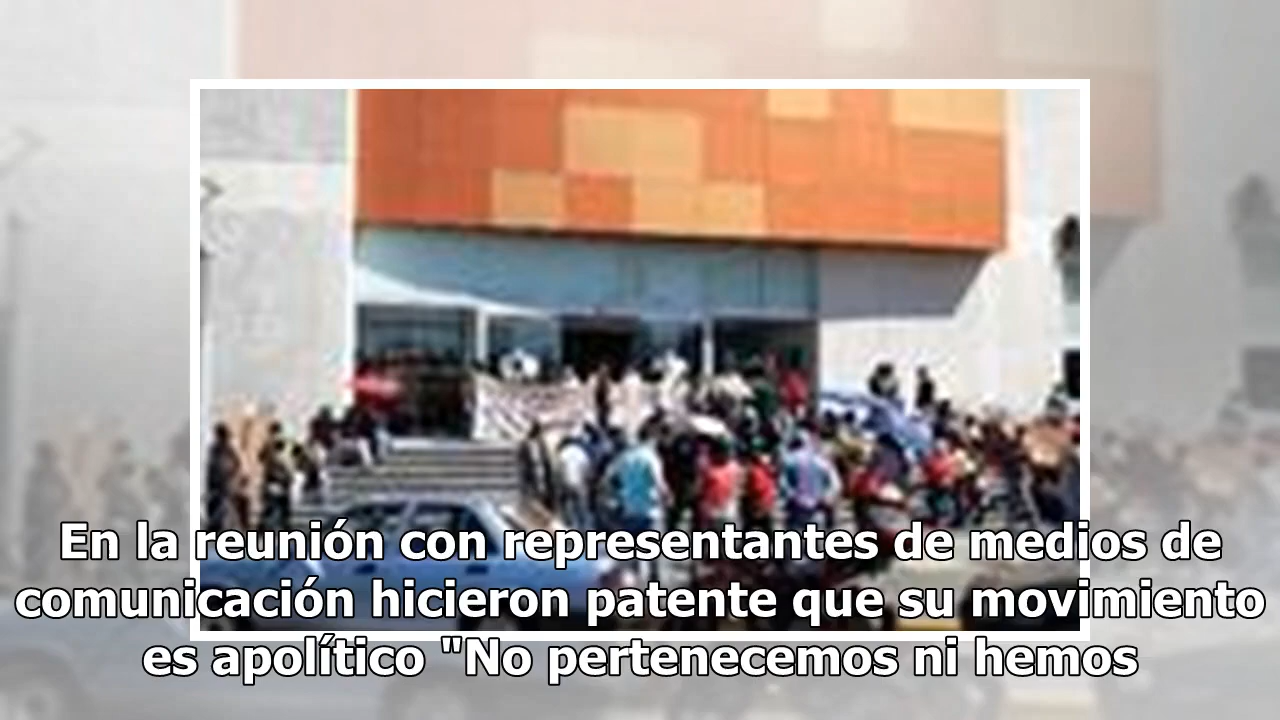 En la reunión con representantes de medios de
comunicación hicieron patente que su movimiento
es apolítico "No pertenecemos ni hemos